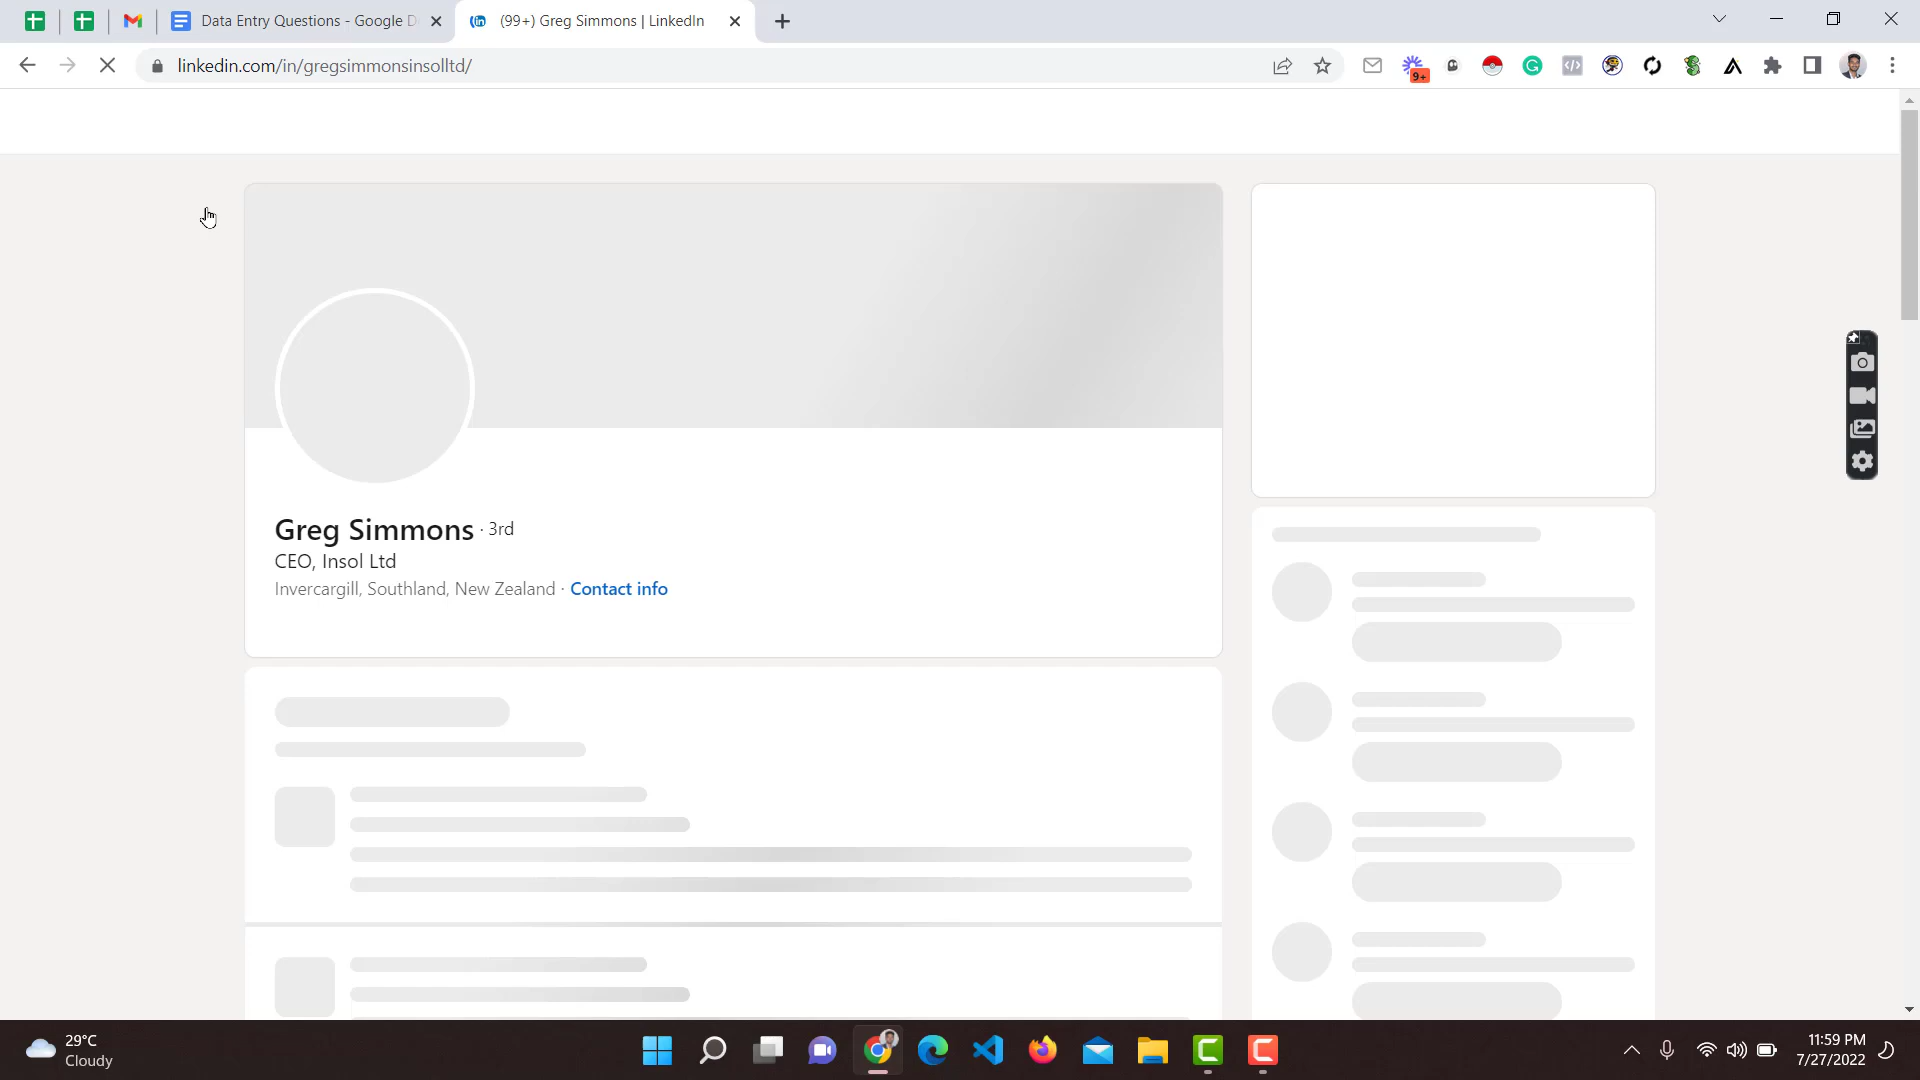 Data Entry Questions - Google D
(99+) Greg Simmons | LinkedIn
linkedin.com/in/gregsimmonsinsolltd/
9+
Greg Simmons · 3rd
CEO, Insol Ltd
Invercargill, Southland, New Zealand · Contact info
29°C
Cloudy
11:59 PM
7/27/2022